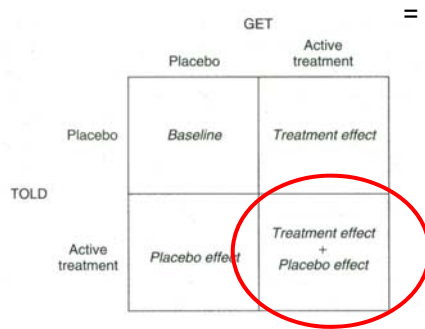 =
GET
Placebo
Active
treatment
Placebo
Baseline
Treatment effect
TOLD
Active
treatment
Placebo effect
Treatment effect
+
Placebo effect